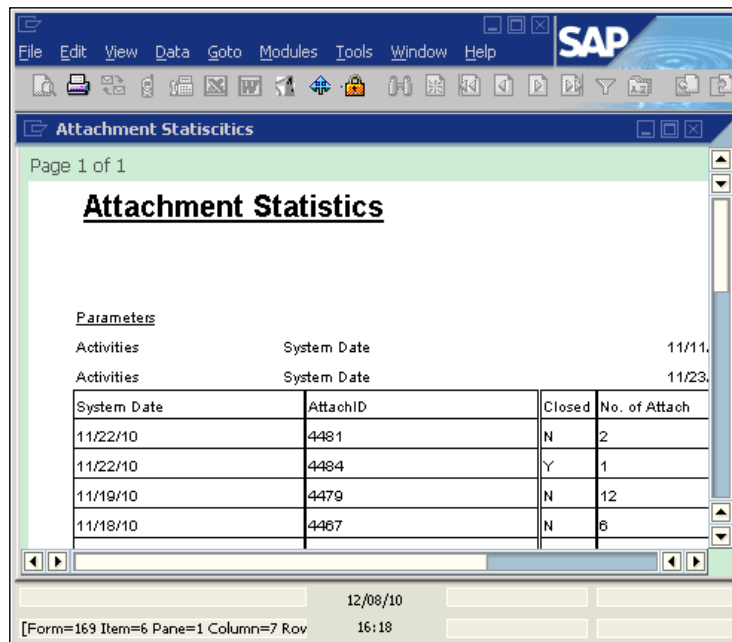 File Edit View Data Goto Modules Tools Window Help
SAP
Attachment Statiscitics
Page 1 of 1
Attachment Statistics
Parameters
Activities System Date 11/11.
Activities System Date 11/23.
System Date AttachID Closed No. of Attach
11/22/10 4481 N 2
11/22/10 4484 Y 1
11/19/10 4479 N 12
11/18/10 4467 N 6
12/08/10
[Form=169 Item=6 Pane=1 Column=7 Rov 16:18